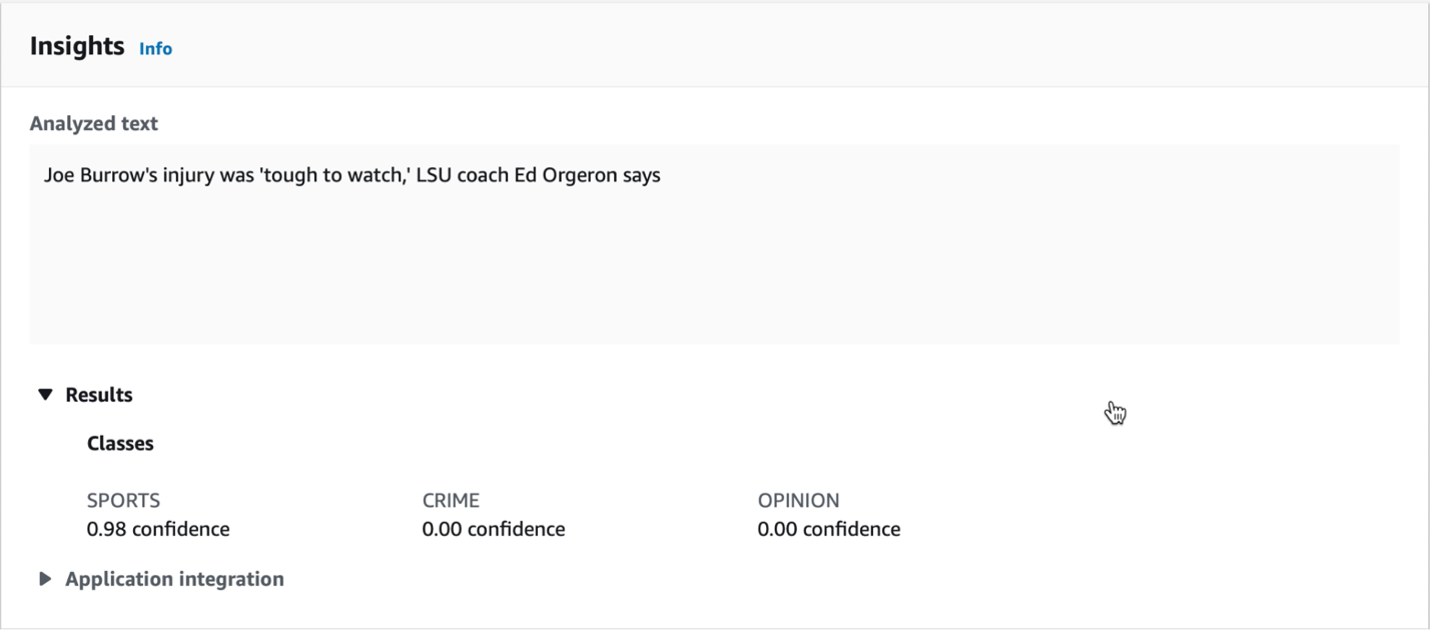 Insights Info
Analyzed text
Joe Burrow's injury was 'tough to watch,' LSU coach Ed Orgeron says
Results
Classes
SPORTS CRIME OPINION
0.98 confidence 0.00 confidence 0.00 confidence
Application integration